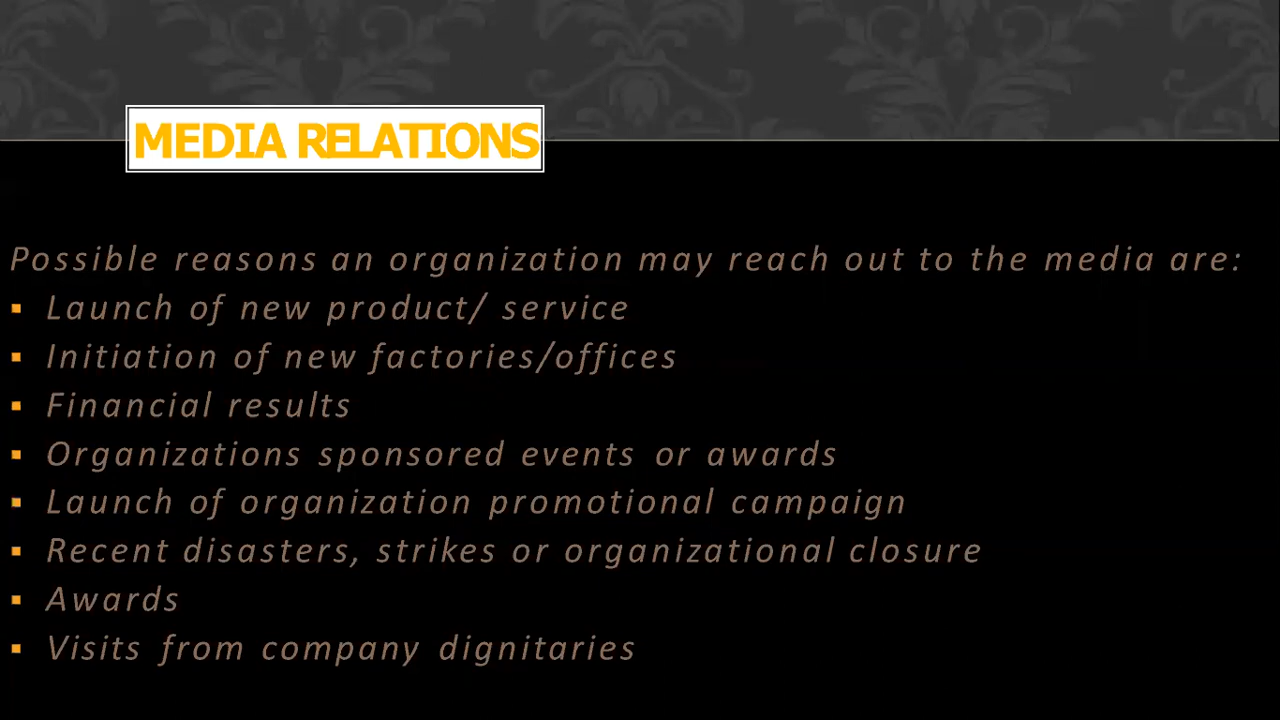 MEDIA RELATIONS
Possible reasons an organization may reach out to the media are:
▪ Launch of new product/ service
▪ Initiation of new factories/offices
▪ Financial results
▪ Organizations sponsored events or awards
▪ Launch of organization promotional campaign
▪ Recent disasters, strikes or organizational closure
▪ Awards
▪ Visits from company dignitaries